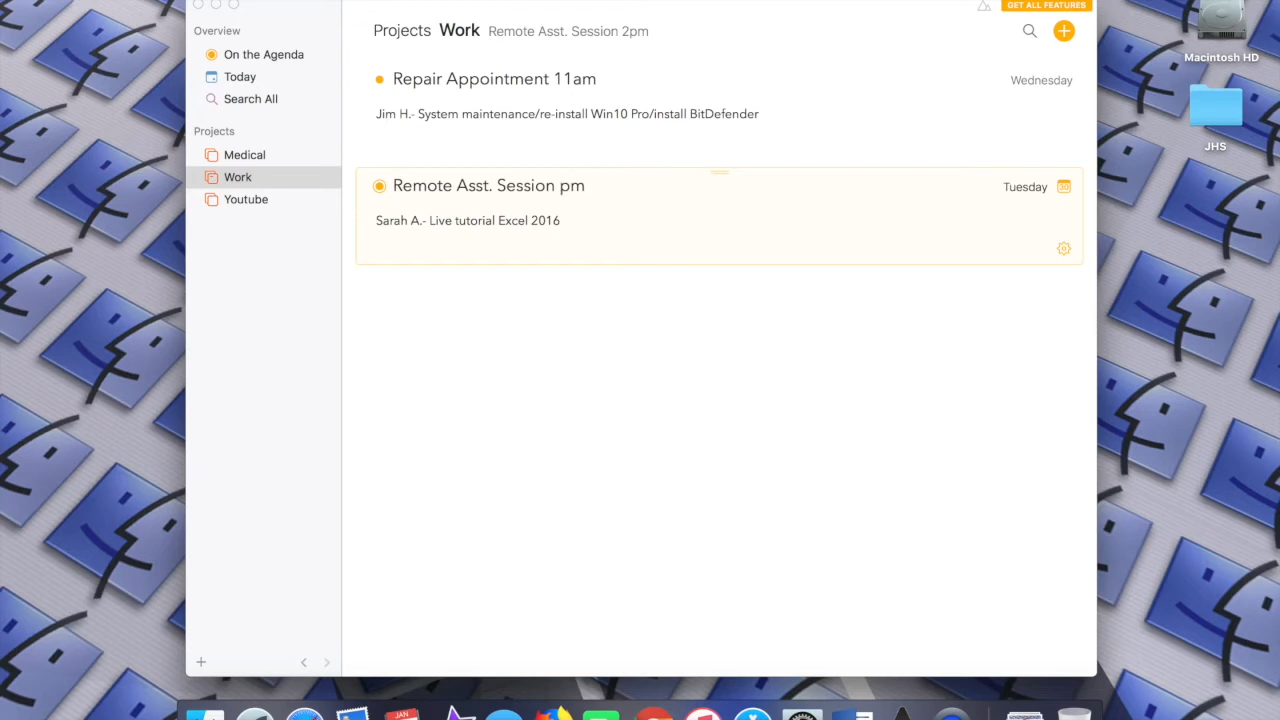 GET ALL FEATURES
Overview
On the Agenda
Today
Search All
Projects
Medical
Work
Youtube
Projects Work Remote Asst. Session 2pm
Repair Appointment 11am
Wednesday
Jim H.- System maintenance/re-install Win10 Pro/install BitDefender
Remote Asst. Session pm
Tuesday
30
Sarah A.- Live tutorial Excel 2016
Macintosh HD
JHS
JAN